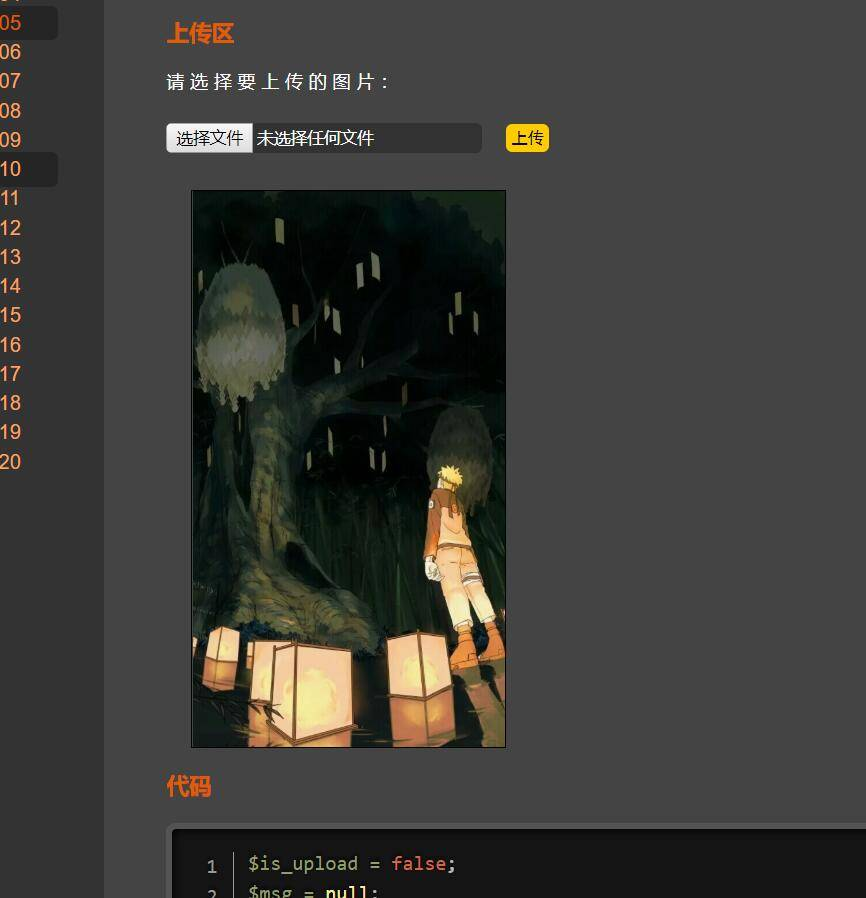 05
06
07
08
09
10
11
12
13
14
15
16
17
18
19
20
上传区
请选择要上传的图片：
选择文件 未选择任何文件 上传
代码
1 $is_upload = false;
2 $msg = null;